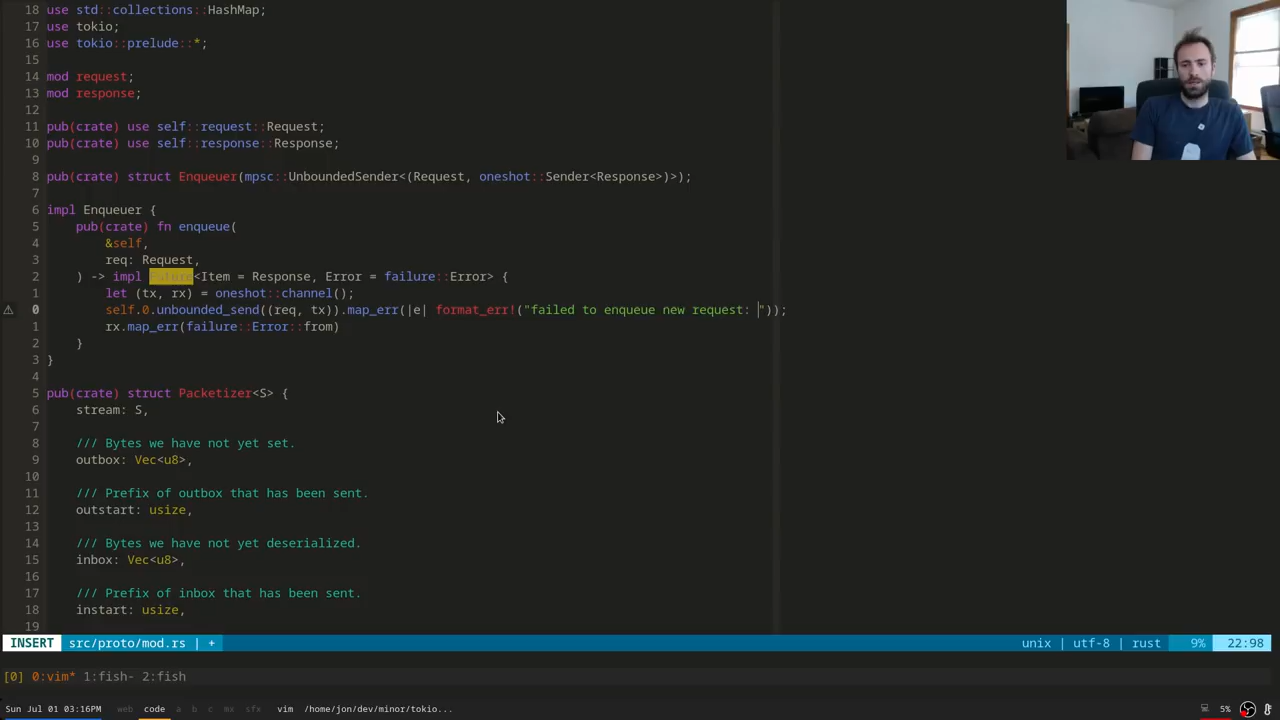 18 use std::collections::HashMap;
17 use tokio;
16 use tokio::prelude::*;
15
14 mod request;
13 mod response;
12
11 pub(crate) use self::request::Request;
10 pub(crate) use self::response::Response;
9
8 pub(crate) struct Enqueuer(mpsc::UnboundedSender<(Request, oneshot::Sender<Response>)>);
7
6 impl Enqueuer {
5     pub(crate) fn enqueue(
4         &self,
3         req: Request,
2     ) -> impl Future<Item = Response, Error = failure::Error> {
1         let (tx, rx) = oneshot::channel();
⚠ 0         self.0.unbounded_send((req, tx)).map_err(|e| format_err!("failed to enqueue new request: "));
1         rx.map_err(failure::Error::from)
2     }
3 }
4
5 pub(crate) struct Packetizer<S> {
6     stream: S,
7
8     /// Bytes we have not yet set.
9     outbox: Vec<u8>,
10
11     /// Prefix of outbox that has been sent.
12     outstart: usize,
13
14     /// Bytes we have not yet deserialized.
15     inbox: Vec<u8>,
16
17     /// Prefix of inbox that has been sent.
18     instart: usize,
19
INSERT src/proto/mod.rs | + unix | utf-8 | rust 9% 22:98
[0] 0:vim* 1:fish- 2:fish
Sun Jul 01 03:16PM web code a b c mx sfx vim /home/jon/dev/minor/tokio... 5%